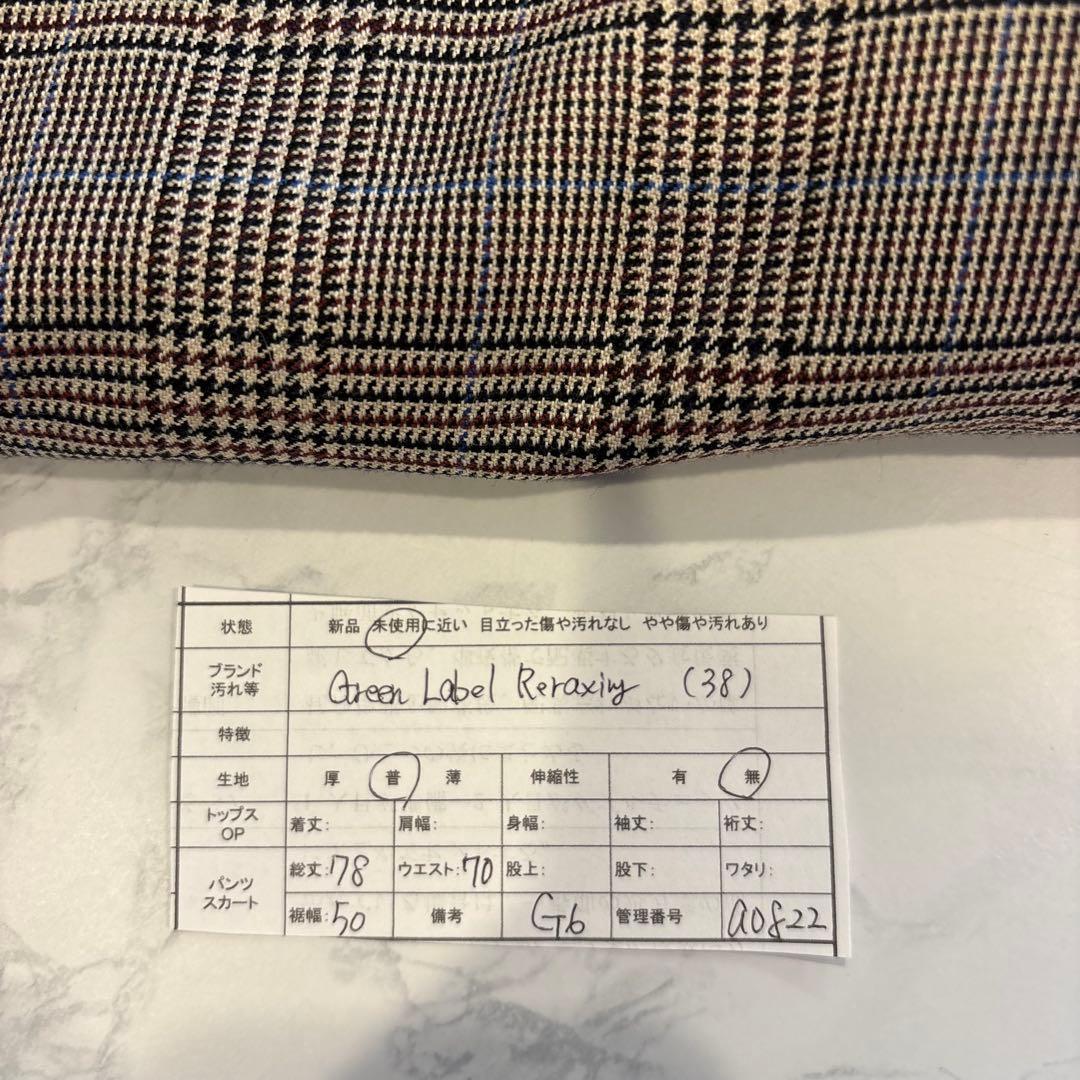 状態 新品 未使用に近い 目立った傷や汚れなし やや傷や汚れあり
ブランド
汚れ等 Green Label Reraxing (38)
特徴
生地 厚 普 薄 伸縮性 有 無
トップス
OP 着丈: 肩幅: 身幅: 袖丈: 裄丈:
パンツ
スカート 総丈:78 ウエスト:70 股上: 股下: ワタリ:
裾幅:50 備考 G6 管理番号 a0822